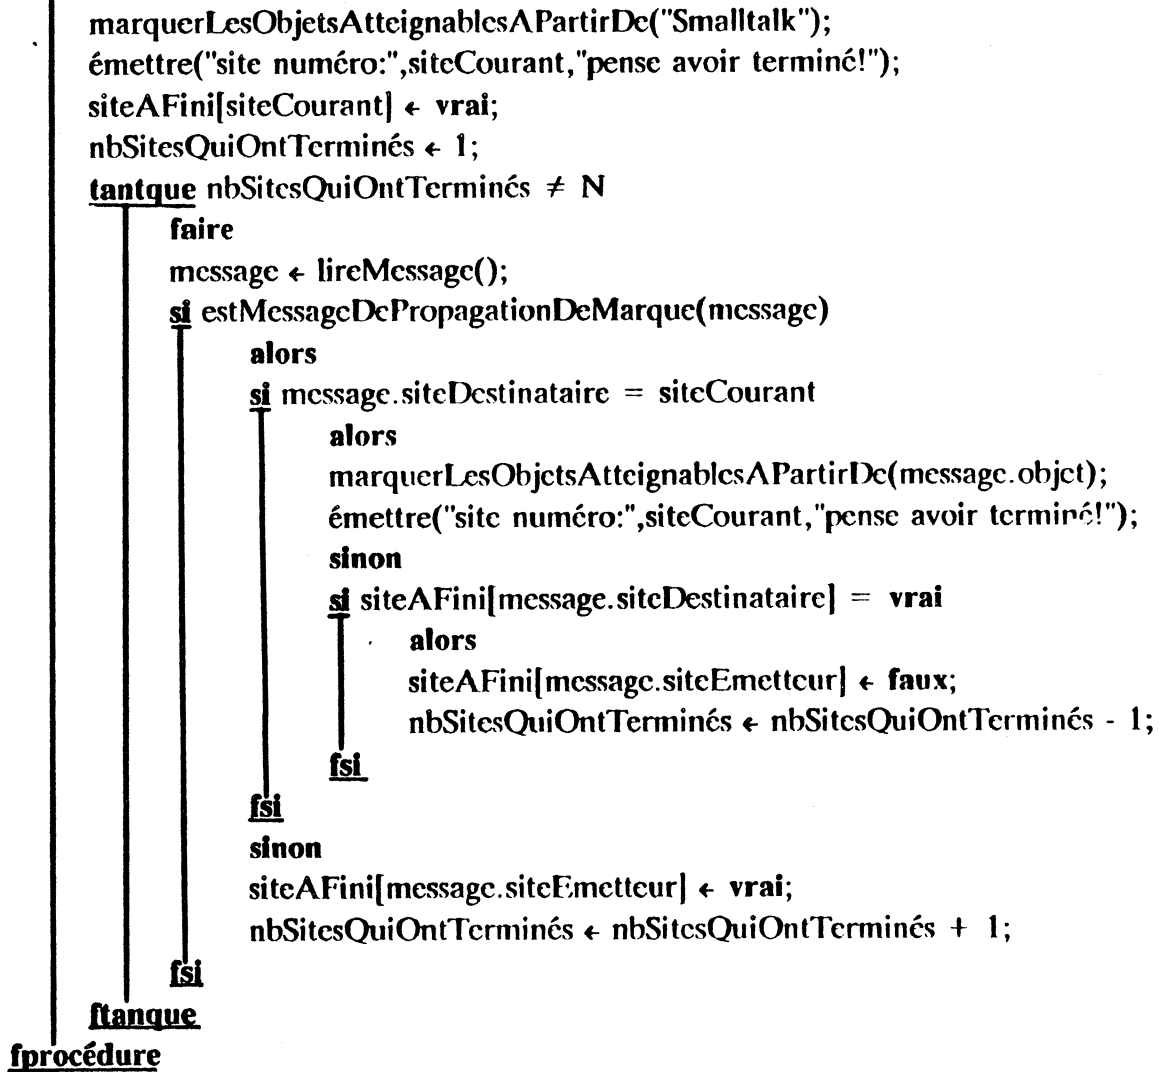 marquerLesObjetsAtteignablesAPartirDe("Smalltalk");
émettre("site numéro:",siteCourant,"pense avoir terminé!");
siteAFini[siteCourant] ← vrai;
nbSitesQuiOntTerminés ← 1;
tantque nbSitesQuiOntTerminés ≠ N
faire
message ← lireMessage();
si estMessageDePropagationDeMarque(message)
alors
si message.siteDestinataire = siteCourant
alors
marquerLesObjetsAtteignablesAPartirDe(message.objet);
émettre("site numéro:",siteCourant,"pense avoir terminé!");
sinon
si siteAFini[message.siteDestinataire] = vrai
alors
siteAFini[message.siteEmetteur] ← faux;
nbSitesQuiOntTerminés ← nbSitesQuiOntTerminés - 1;
fsi
fsi
sinon
siteAFini[message.siteEmetteur] ← vrai;
nbSitesQuiOntTerminés ← nbSitesQuiOntTerminés + 1;
fsi
ftanque
fprocédure